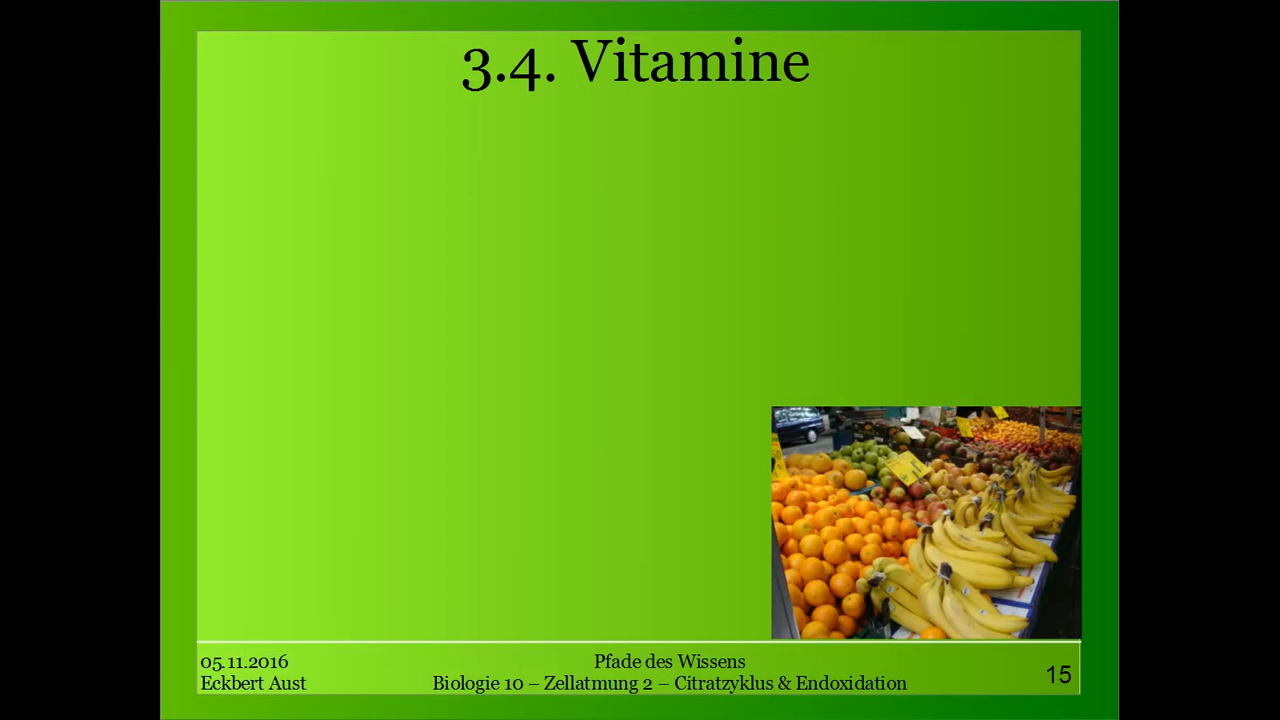 3.4. Vitamine
05.11.2016
Eckbert Aust
Pfade des Wissens
Biologie 10 – Zellatmung 2 – Citratzyklus & Endoxidation
15